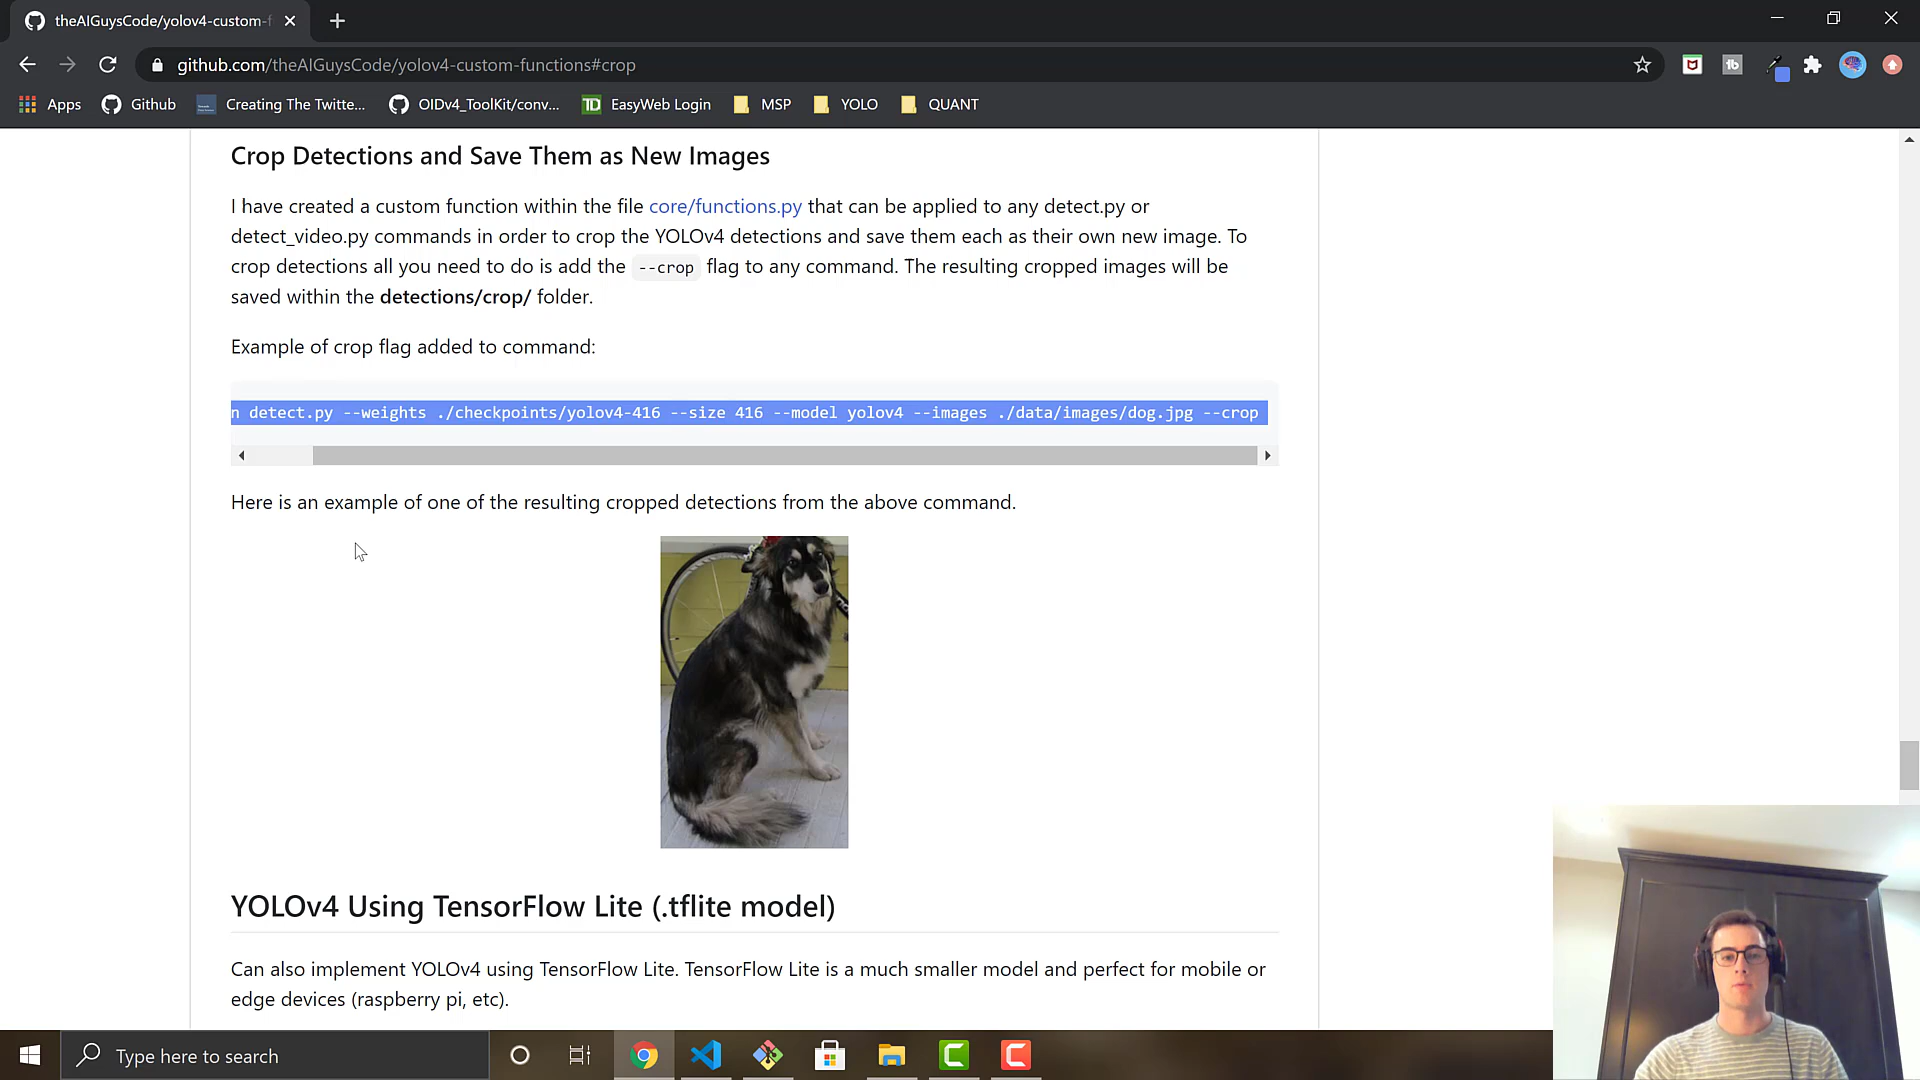 theAIGuysCode/yolov4-custom-f
github.com/theAIGuysCode/yolov4-custom-functions#crop
Apps Github Creating The Twitte... OIDv4_ToolKit/conv... EasyWeb Login MSP YOLO QUANT
Crop Detections and Save Them as New Images
I have created a custom function within the file core/functions.py that can be applied to any detect.py or
detect_video.py commands in order to crop the YOLOv4 detections and save them each as their own new image. To
crop detections all you need to do is add the --crop flag to any command. The resulting cropped images will be
saved within the detections/crop/ folder.
Example of crop flag added to command:
n detect.py --weights ./checkpoints/yolov4-416 --size 416 --model yolov4 --images ./data/images/dog.jpg --crop
Here is an example of one of the resulting cropped detections from the above command.
YOLOv4 Using TensorFlow Lite (.tflite model)
Can also implement YOLOv4 using TensorFlow Lite. TensorFlow Lite is a much smaller model and perfect for mobile or
edge devices (raspberry pi, etc).
Type here to search